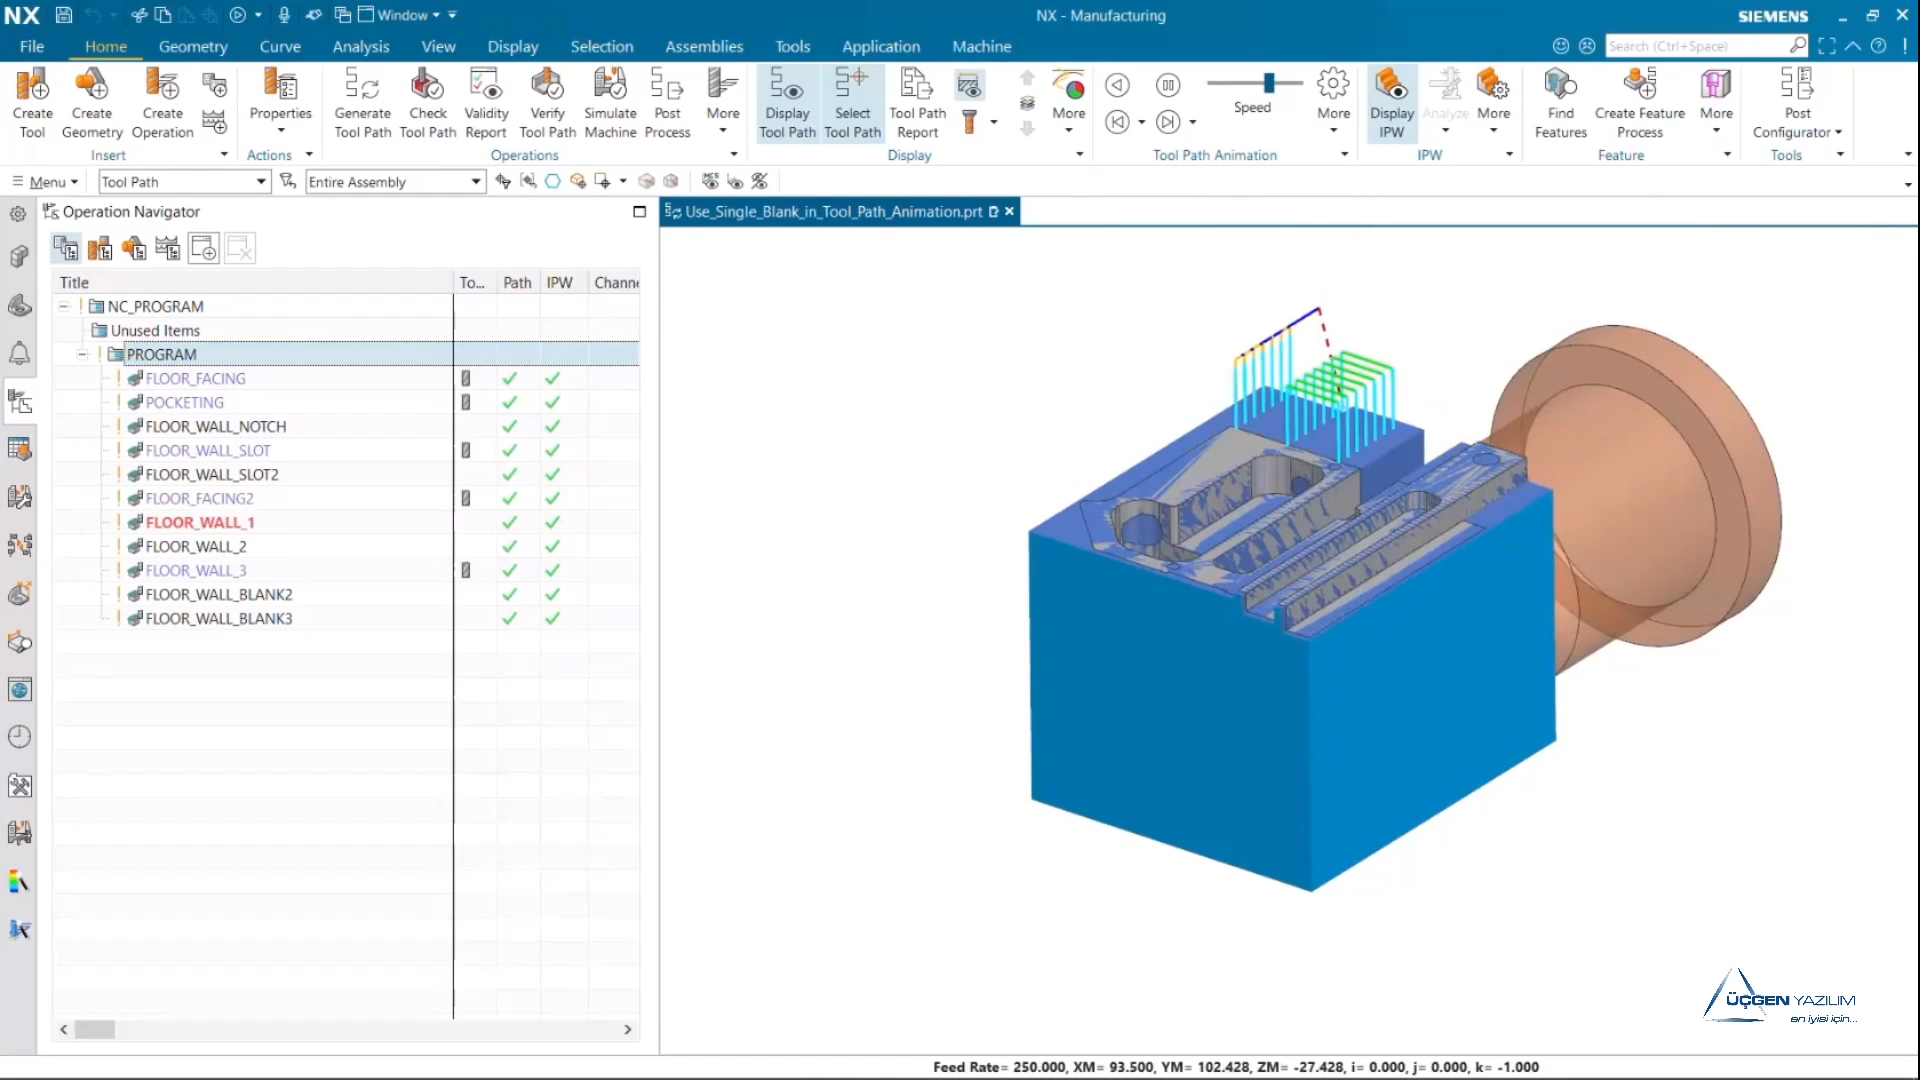 NX Window NX - Manufacturing SIEMENS
File Home Geometry Curve Analysis View Display Selection Assemblies Tools Application Machine Search (Ctrl+Space)
Create Tool
Create Geometry
Create Operation
Properties
Generate Tool Path
Check Tool Path
Validity Report
Verify Tool Path
Simulate Machine
Post Process
More
Display Tool Path
Select Tool Path
Tool Path Report
More
Speed
More
Display IPW
Analyze
More
Find Features
Create Feature Process
More
Post Configurator
Insert Actions Operations Display Tool Path Animation IPW Feature Tools
Menu Tool Path Entire Assembly MCS
Operation Navigator
Use_Single_Blank_in_Tool_Path_Animation.prt
Title To... Path IPW Channe
NC_PROGRAM
Unused Items
PROGRAM
FLOOR_FACING
POCKETING
FLOOR_WALL_NOTCH
FLOOR_WALL_SLOT
FLOOR_WALL_SLOT2
FLOOR_FACING2
FLOOR_WALL_1
FLOOR_WALL_2
FLOOR_WALL_3
FLOOR_WALL_BLANK2
FLOOR_WALL_BLANK3
ÜÇGEN YAZILIM
en iyisi için...
Feed Rate= 250.000, XM= 93.500, YM= 102.428, ZM= -27.428, i= 0.000, j= 0.000, k= -1.000